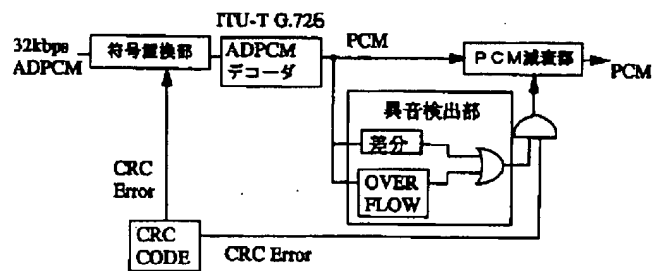 ITU-T G.726
32kbps
ADPCM
符号置換部
ADPCM
デコーダ
PCM
PCM減衰部
PCM
異音検出部
差分
OVER
FLOW
CRC
Error
CRC
CODE
CRC Error